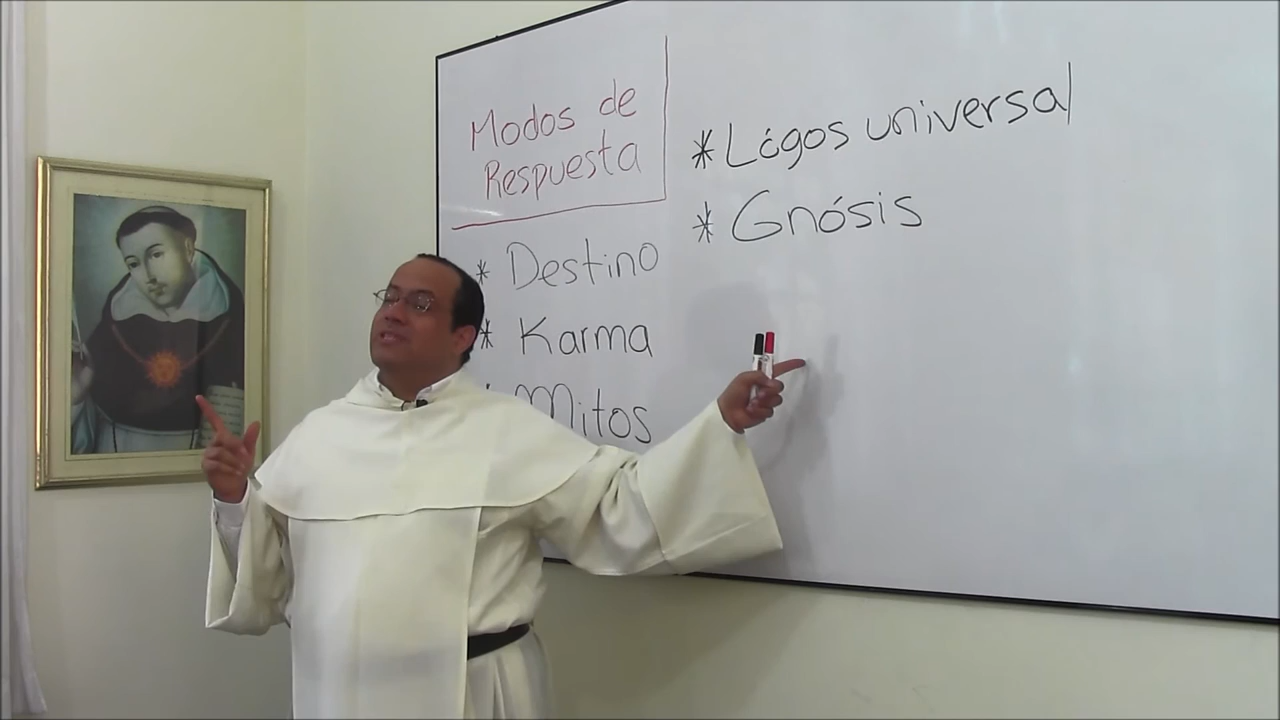 Modos de
Respuesta
* Destino
* Karma
* Mitos
* Lógos universal
* Gnósis